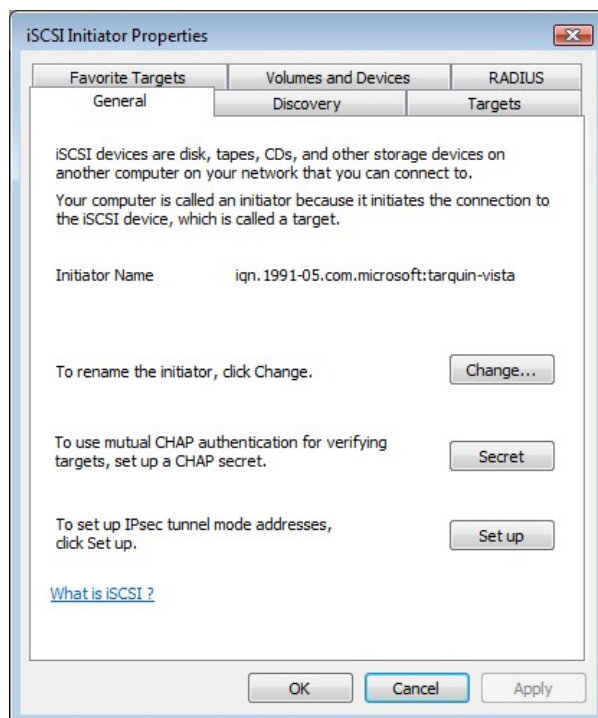 iSCSI Initiator Properties
Favorite Targets
Volumes and Devices
RADIUS
General
Discovery
Targets
iSCSI devices are disk, tapes, CDs, and other storage devices on
another computer on your network that you can connect to.
Your computer is called an initiator because it initiates the connection to
the iSCSI device, which is called a target.
Initiator Name iqn.1991-05.com.microsoft:tarquin-vista
To rename the initiator, click Change.
Change...
To use mutual CHAP authentication for verifying
targets, set up a CHAP secret.
Secret
To set up IPsec tunnel mode addresses,
click Set up.
Set up
What is iSCSI ?
OK
Cancel
Apply